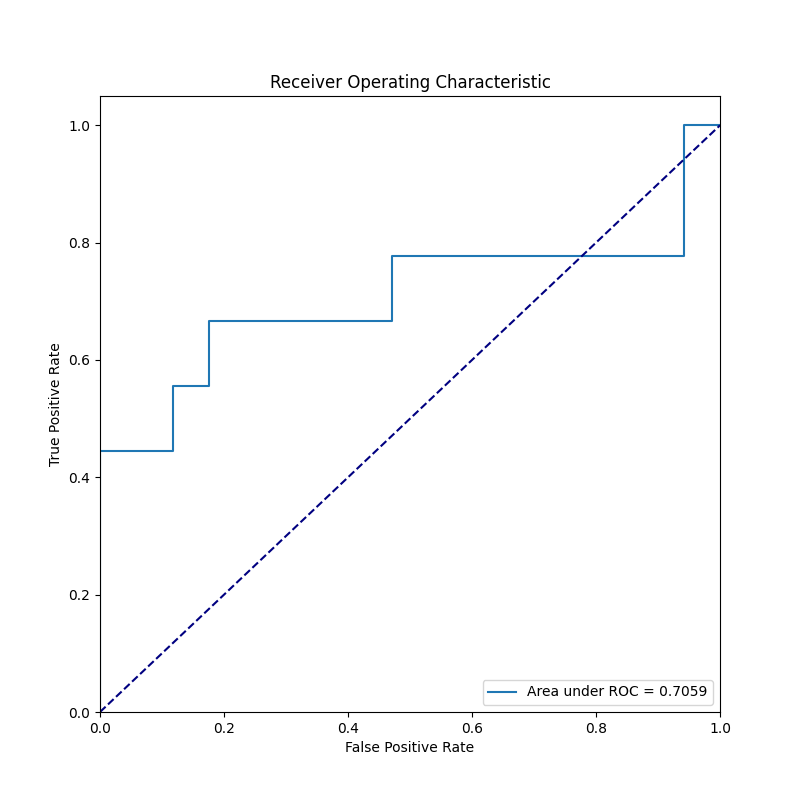 Receiver Operating Characteristic
True Positive Rate
1.0
0.8
0.6
0.4
0.2
0.0
Area under ROC = 0.7059
0.0 0.2 0.4 0.6 0.8 1.0
False Positive Rate